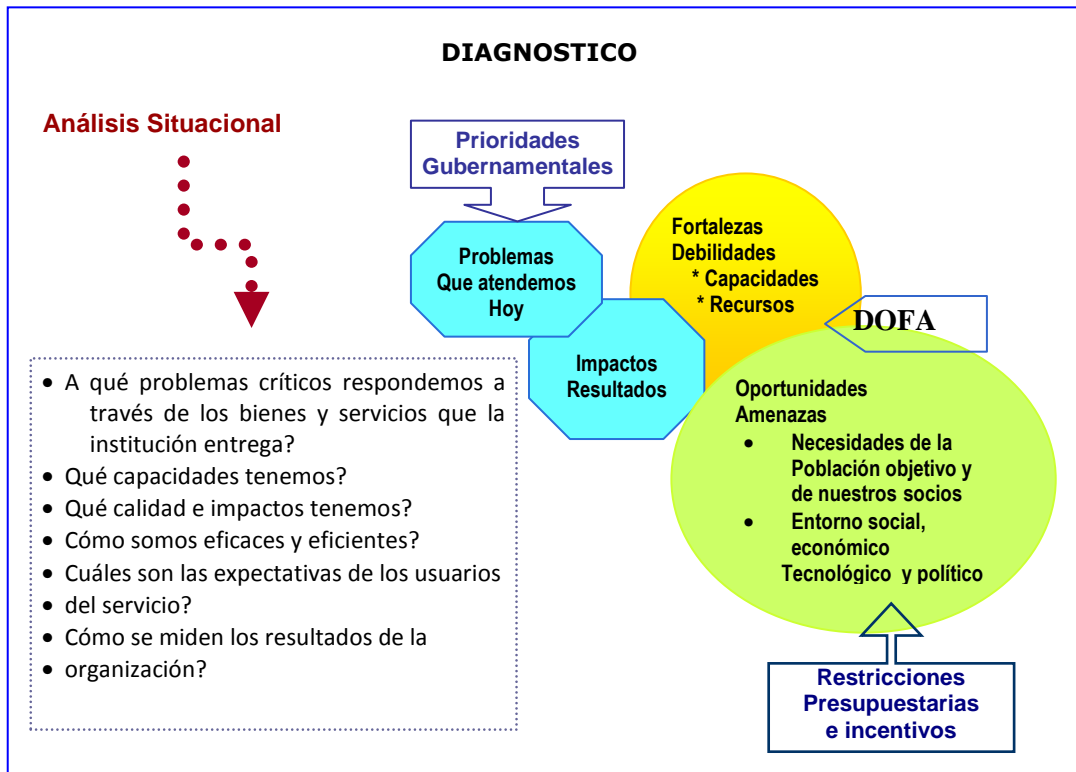 DIAGNOSTICO
Análisis Situacional
Prioridades
Gubernamentales
Problemas
Que atendemos
Hoy
Impactos
Resultados
Fortalezas
Debilidades
* Capacidades
* Recursos
DOFA
Oportunidades
Amenazas
• Necesidades de la
Población objetivo y
de nuestros socios
• Entorno social,
económico
Tecnológico y político
Restricciones
Presupuestarias
e incentivos
• A qué problemas críticos respondemos a
través de los bienes y servicios que la
institución entrega?
• Qué capacidades tenemos?
• Qué calidad e impactos tenemos?
• Cómo somos eficaces y eficientes?
• Cuáles son las expectativas de los usuarios
• del servicio?
• Cómo se miden los resultados de la
• organización?